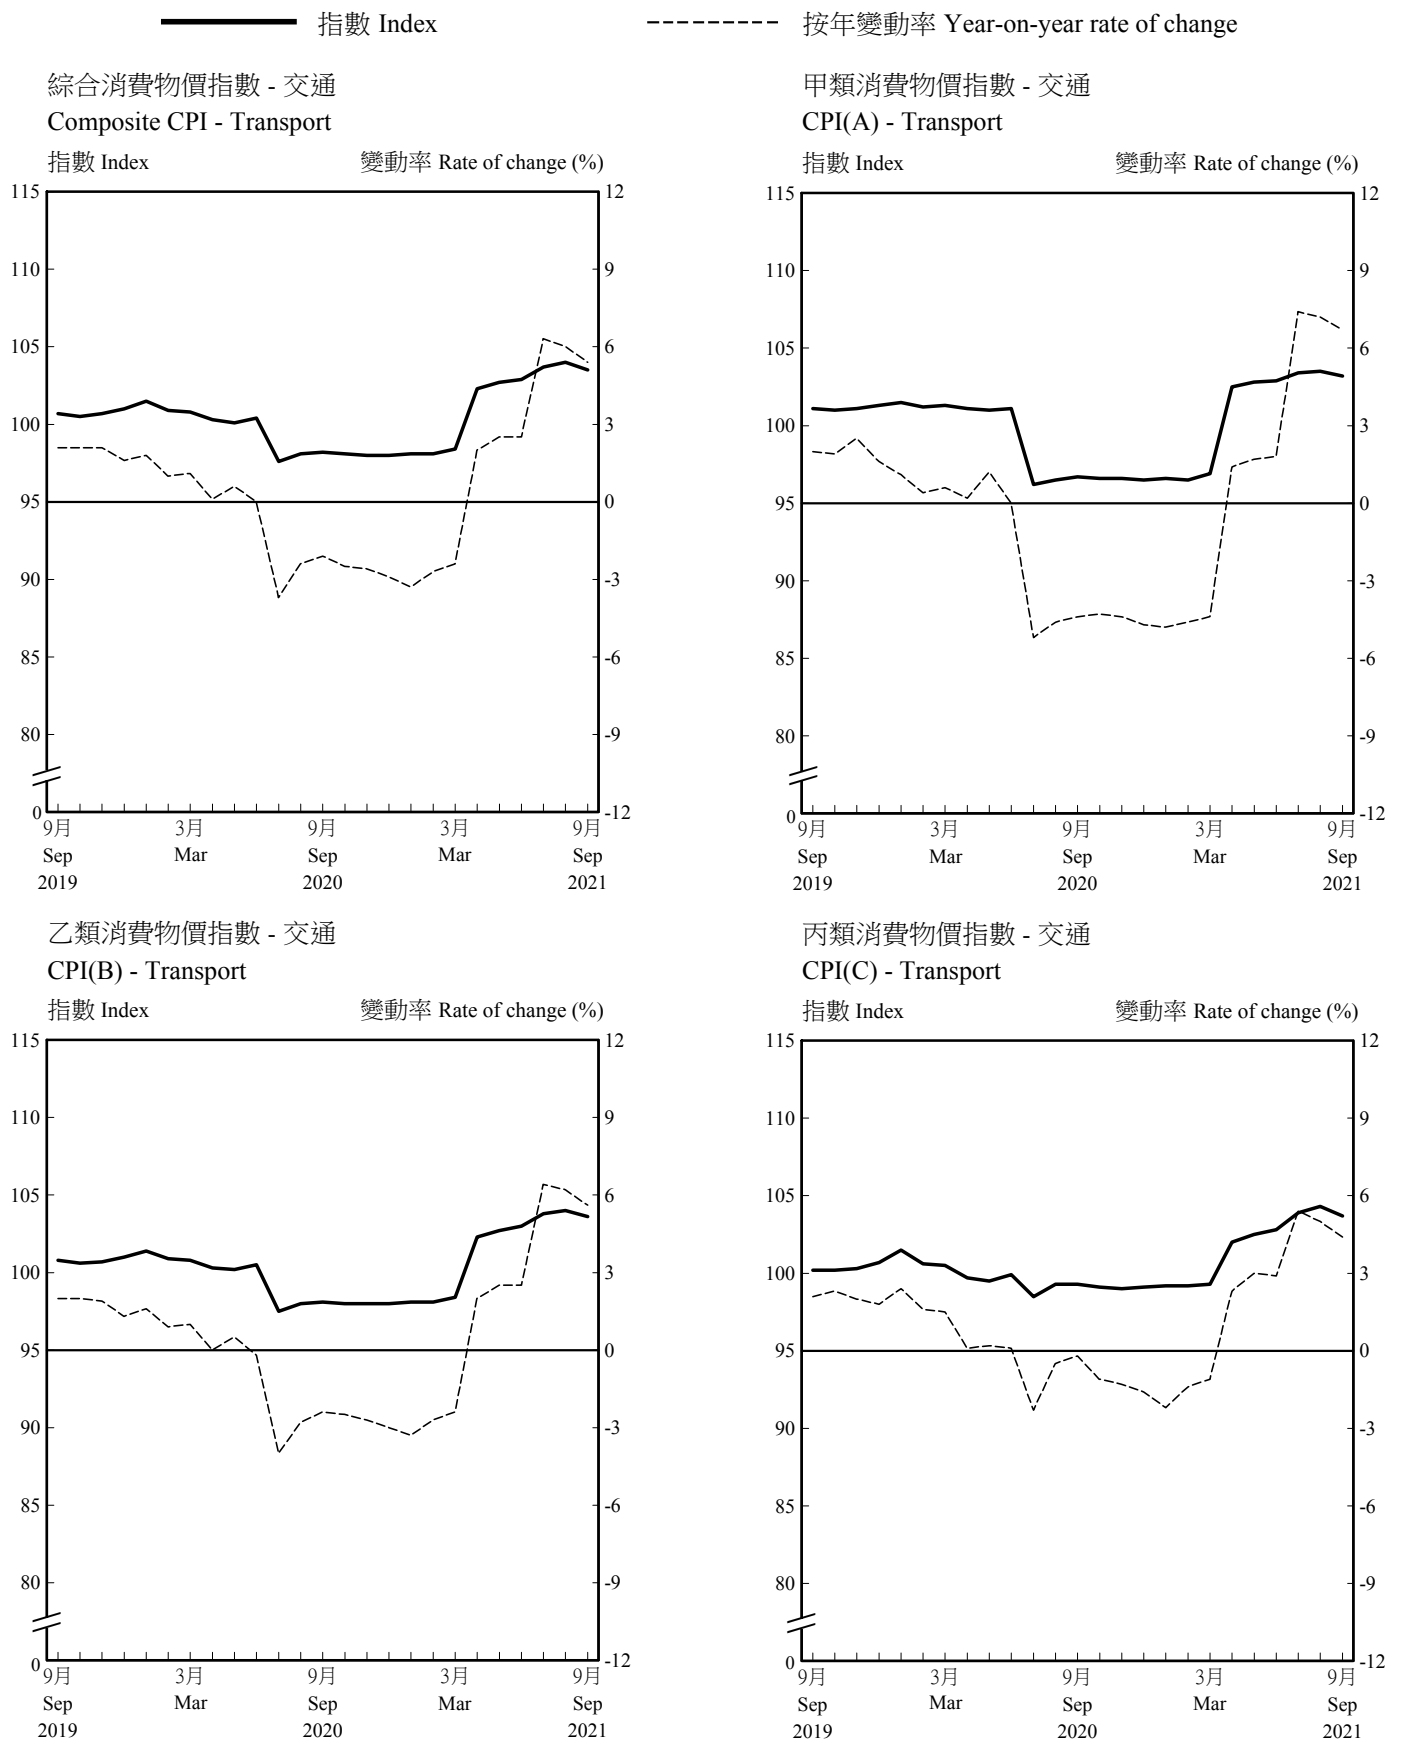 指數 Index
按年變動率 Year-on-year rate of change
綜合消費物價指數 - 交通
Composite CPI - Transport
指數 Index 變動率 Rate of change (%)
115 12
110 9
105 6
100 3
95 0
90 -3
85 -6
80 -9
0 -12
9月 3月 9月 3月 9月
Sep Mar Sep Mar Sep
2019 2020 2021
甲類消費物價指數 - 交通
CPI(A) - Transport
指數 Index 變動率 Rate of change (%)
115 12
110 9
105 6
100 3
95 0
90 -3
85 -6
80 -9
0 -12
9月 3月 9月 3月 9月
Sep Mar Sep Mar Sep
2019 2020 2021
乙類消費物價指數 - 交通
CPI(B) - Transport
指數 Index 變動率 Rate of change (%)
115 12
110 9
105 6
100 3
95 0
90 -3
85 -6
80 -9
0 -12
9月 3月 9月 3月 9月
Sep Mar Sep Mar Sep
2019 2020 2021
丙類消費物價指數 - 交通
CPI(C) - Transport
指數 Index 變動率 Rate of change (%)
115 12
110 9
105 6
100 3
95 0
90 -3
85 -6
80 -9
0 -12
9月 3月 9月 3月 9月
Sep Mar Sep Mar Sep
2019 2020 2021